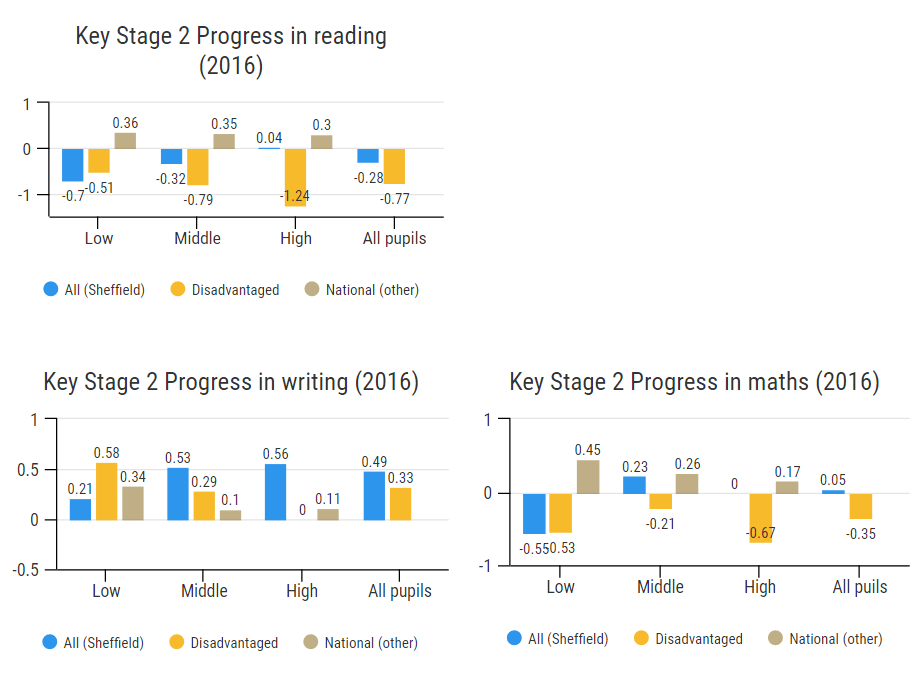 Key Stage 2 Progress in reading
(2016)
1
0
-1
-0.7
-0.51
0.36
-0.32
-0.79
0.35
0.04
-1.24
0.3
-0.28
-0.77
Low
Middle
High
All pupils
All (Sheffield)
Disadvantaged
National (other)
Key Stage 2 Progress in writing (2016)
1
0.5
0
-0.5
0.21
0.58
0.34
0.53
0.29
0.1
0.56
0
0.11
0.49
0.33
Low
Middle
High
All pupils
All (Sheffield)
Disadvantaged
National (other)
Key Stage 2 Progress in maths (2016)
1
0
-1
-0.55
0.53
0.45
0.23
-0.21
0.26
0
-0.67
0.17
0.05
-0.35
Low
Middle
High
All puils
All (Sheffield)
Disadvantaged
National (other)